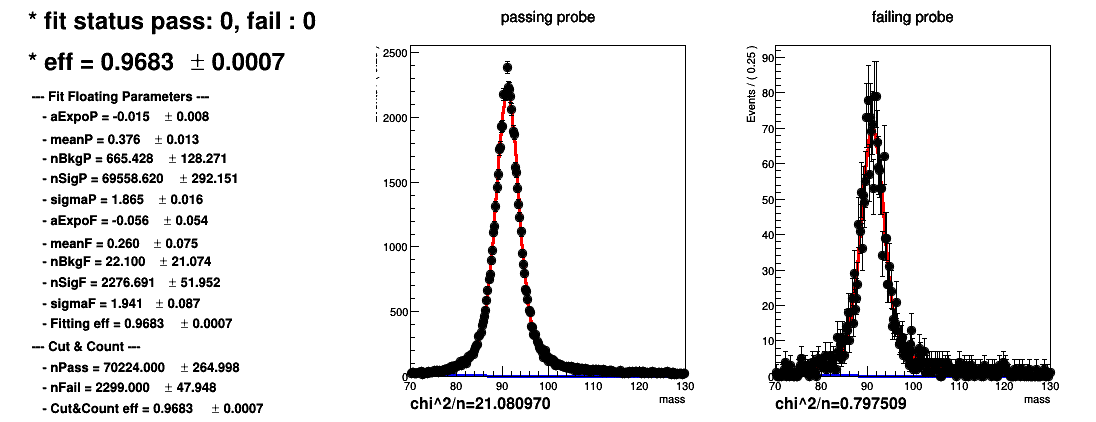 * fit status pass: 0, fail : 0
* eff = 0.9683 ± 0.0007
--- Fit Floating Parameters ---
- aExpoP = -0.015 ± 0.008
- meanP = 0.376 ± 0.013
- nBkgP = 665.428 ± 128.271
- nSigP = 69558.620 ± 292.151
- sigmaP = 1.865 ± 0.016
- aExpoF = -0.056 ± 0.054
- meanF = 0.260 ± 0.075
- nBkgF = 22.100 ± 21.074
- nSigF = 2276.691 ± 51.952
- sigmaF = 1.941 ± 0.087
- Fitting eff = 0.9683 ± 0.0007
--- Cut & Count ---
- nPass = 70224.000 ± 264.998
- nFail = 2299.000 ± 47.948
- Cut&Count eff = 0.9683 ± 0.0007
passing probe
2500
2000
1500
1000
500
0
70 80 90 100 110 120 130
mass
chi^2/n=21.080970
failing probe
Events / ( 0.25 )
90
80
70
60
50
40
30
20
10
0
70 80 90 100 110 120 130
mass
chi^2/n=0.797509